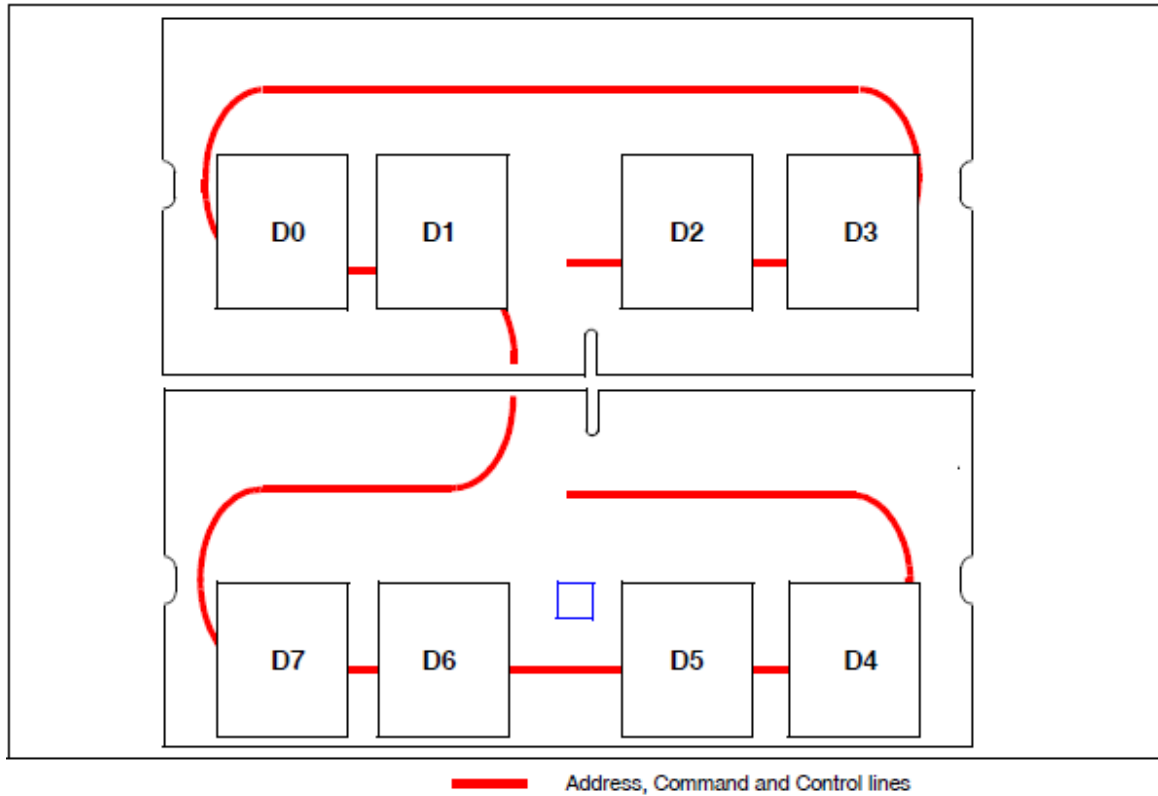 D0 D1 D2 D3
D7 D6 D5 D4
Address, Command and Control lines